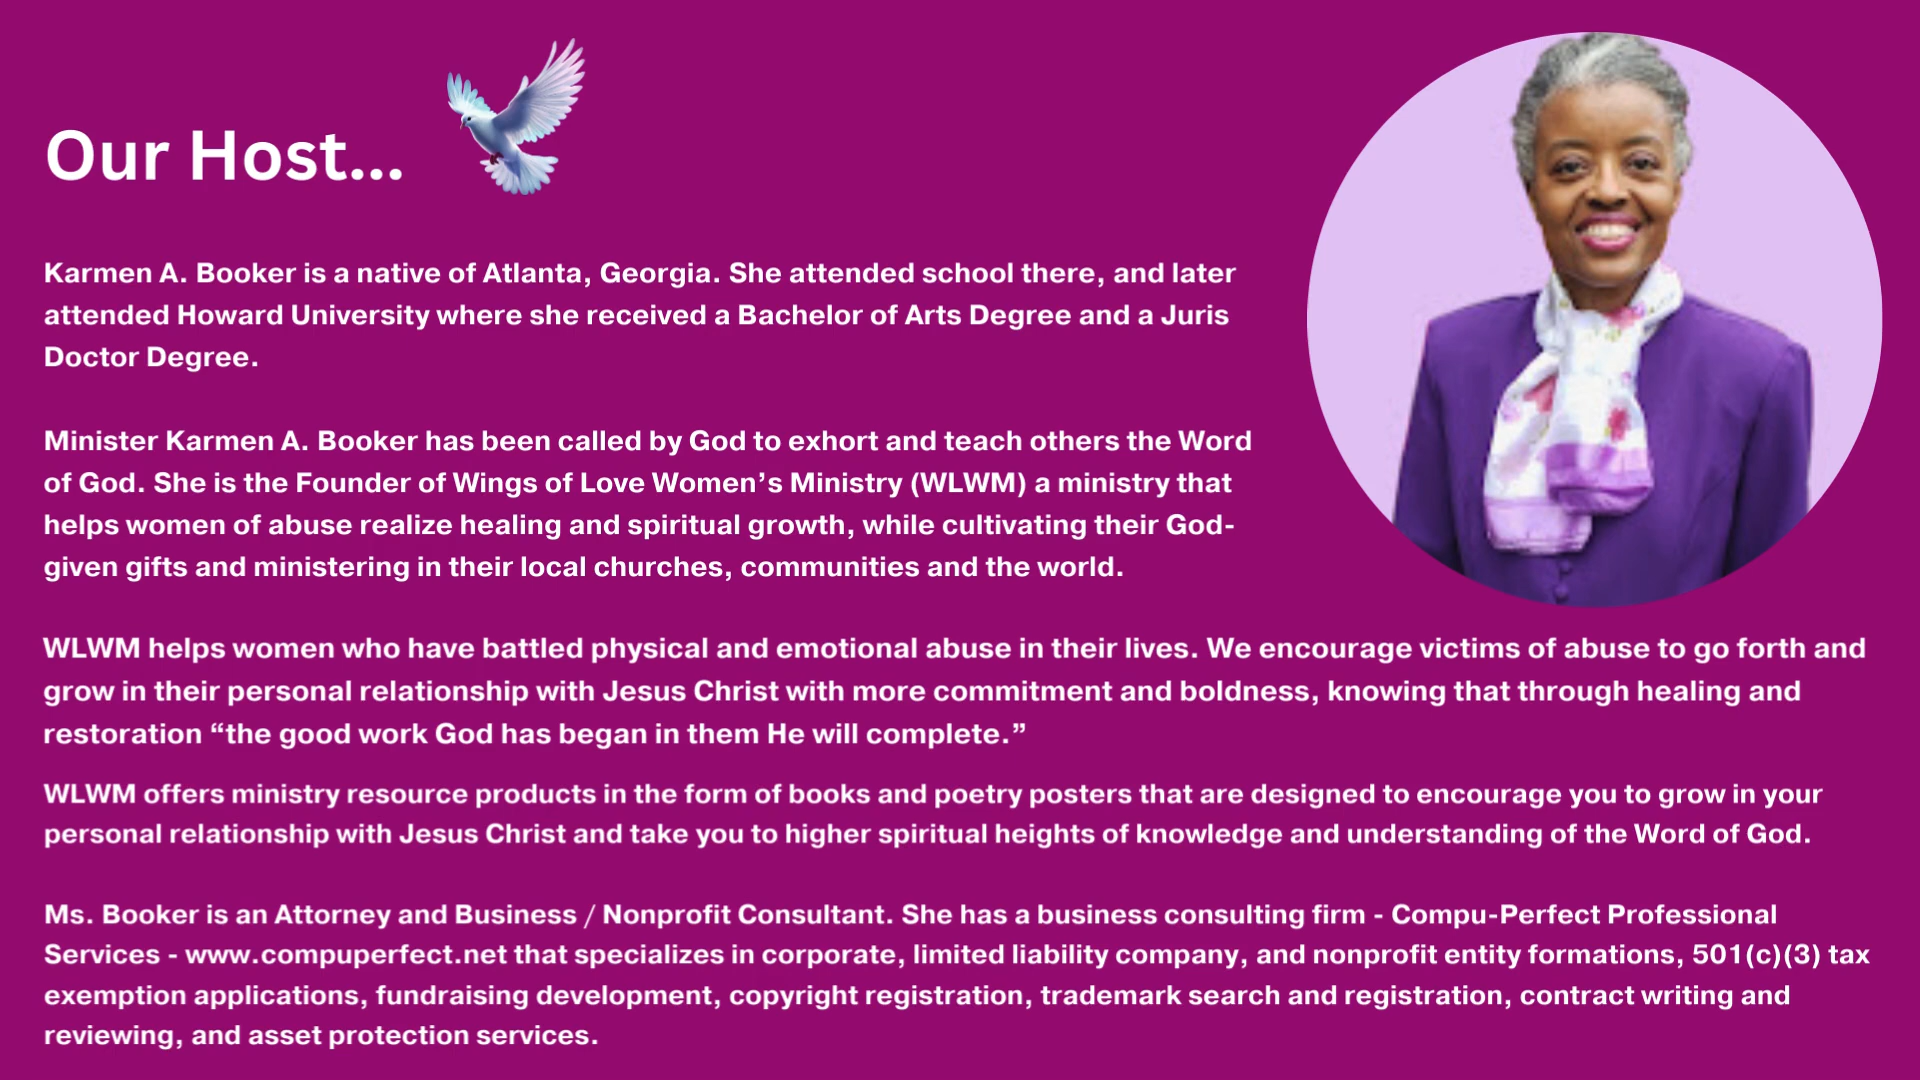 Our Host...
Karmen A. Booker is a native of Atlanta, Georgia. She attended school there, and later
attended Howard University where she received a Bachelor of Arts Degree and a Juris
Doctor Degree.
Minister Karmen A. Booker has been called by God to exhort and teach others the Word
of God. She is the Founder of Wings of Love Women’s Ministry (WLWM) a ministry that
helps women of abuse realize healing and spiritual growth, while cultivating their God-
given gifts and ministering in their local churches, communities and the world.
WLWM helps women who have battled physical and emotional abuse in their lives. We encourage victims of abuse to go forth and
grow in their personal relationship with Jesus Christ with more commitment and boldness, knowing that through healing and
restoration “the good work God has began in them He will complete.”
WLWM offers ministry resource products in the form of books and poetry posters that are designed to encourage you to grow in your
personal relationship with Jesus Christ and take you to higher spiritual heights of knowledge and understanding of the Word of God.
Ms. Booker is an Attorney and Business / Nonprofit Consultant. She has a business consulting firm - Compu-Perfect Professional
Services - www.compuperfect.net that specializes in corporate, limited liability company, and nonprofit entity formations, 501(c)(3) tax
exemption applications, fundraising development, copyright registration, trademark search and registration, contract writing and
reviewing, and asset protection services.